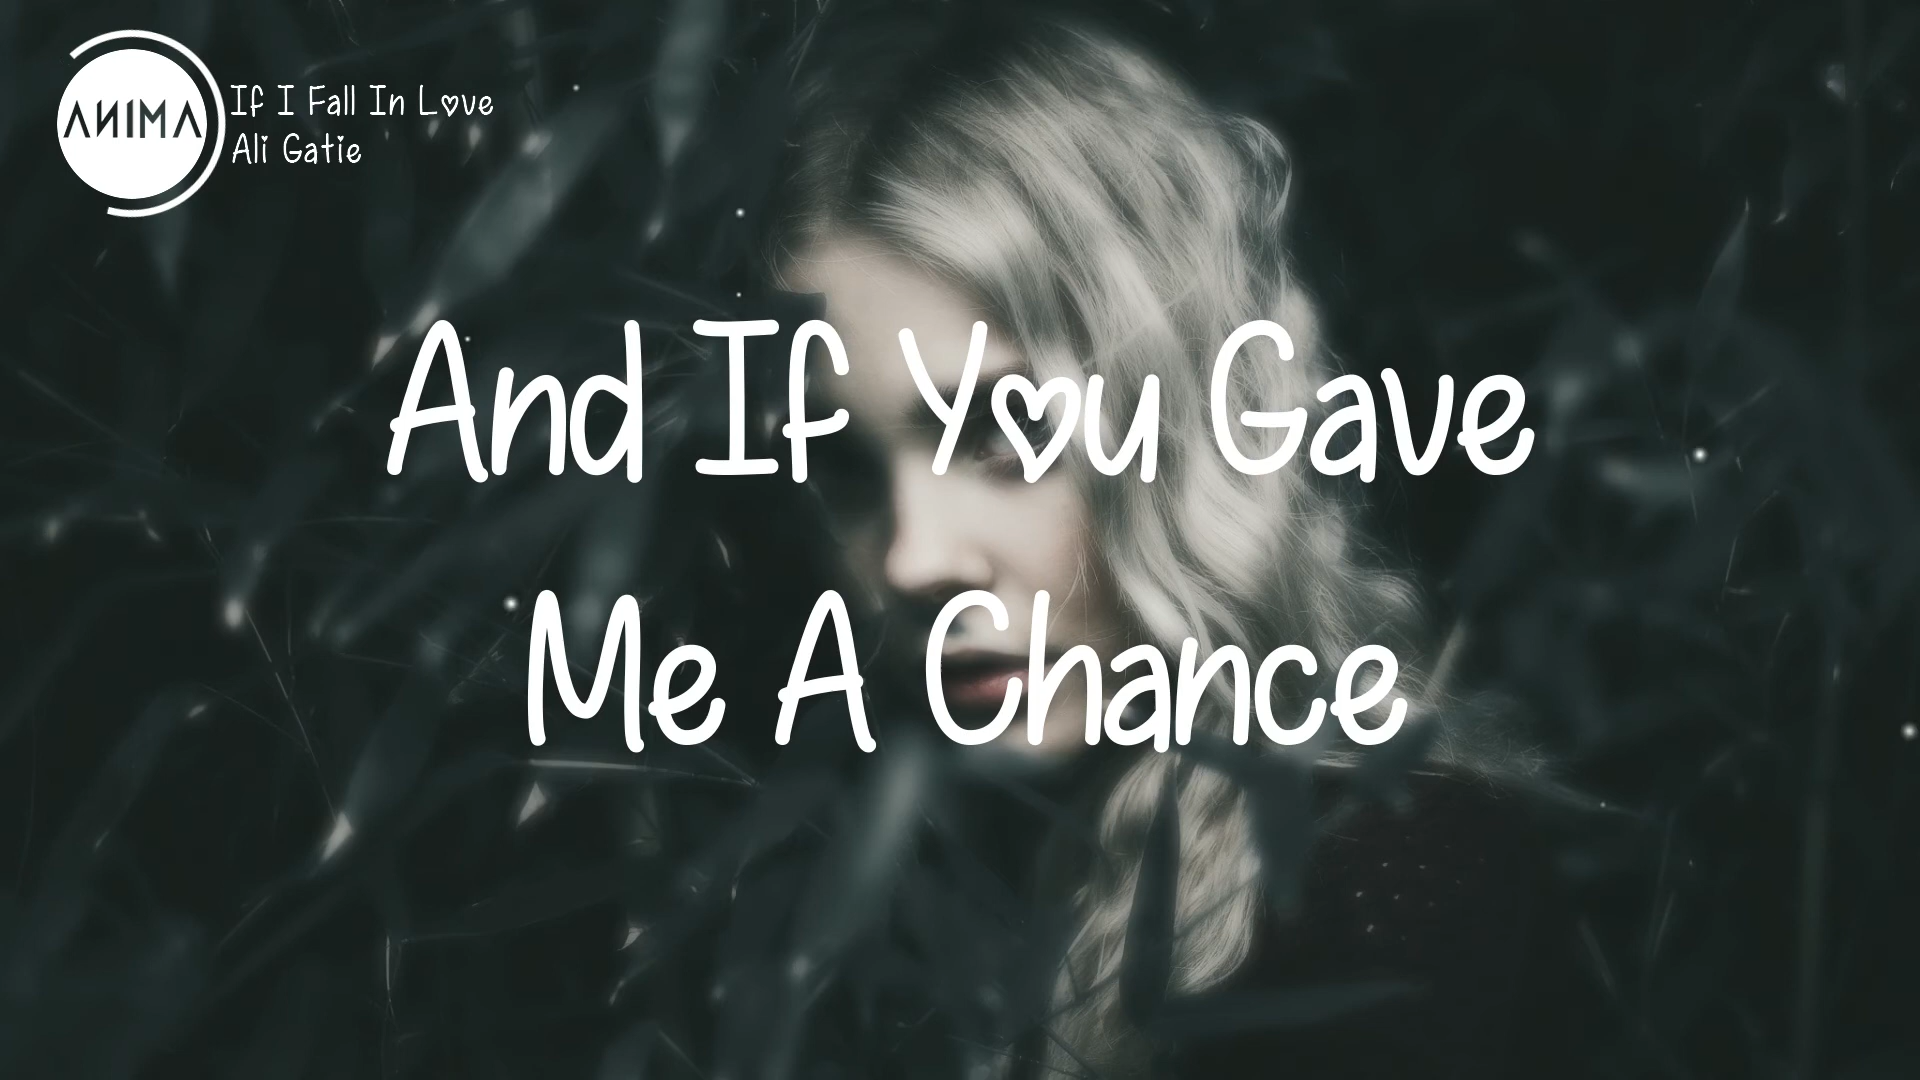 ANIMA
If I Fall In Love
Ali Gatie
And If You Gave
Me A Chance